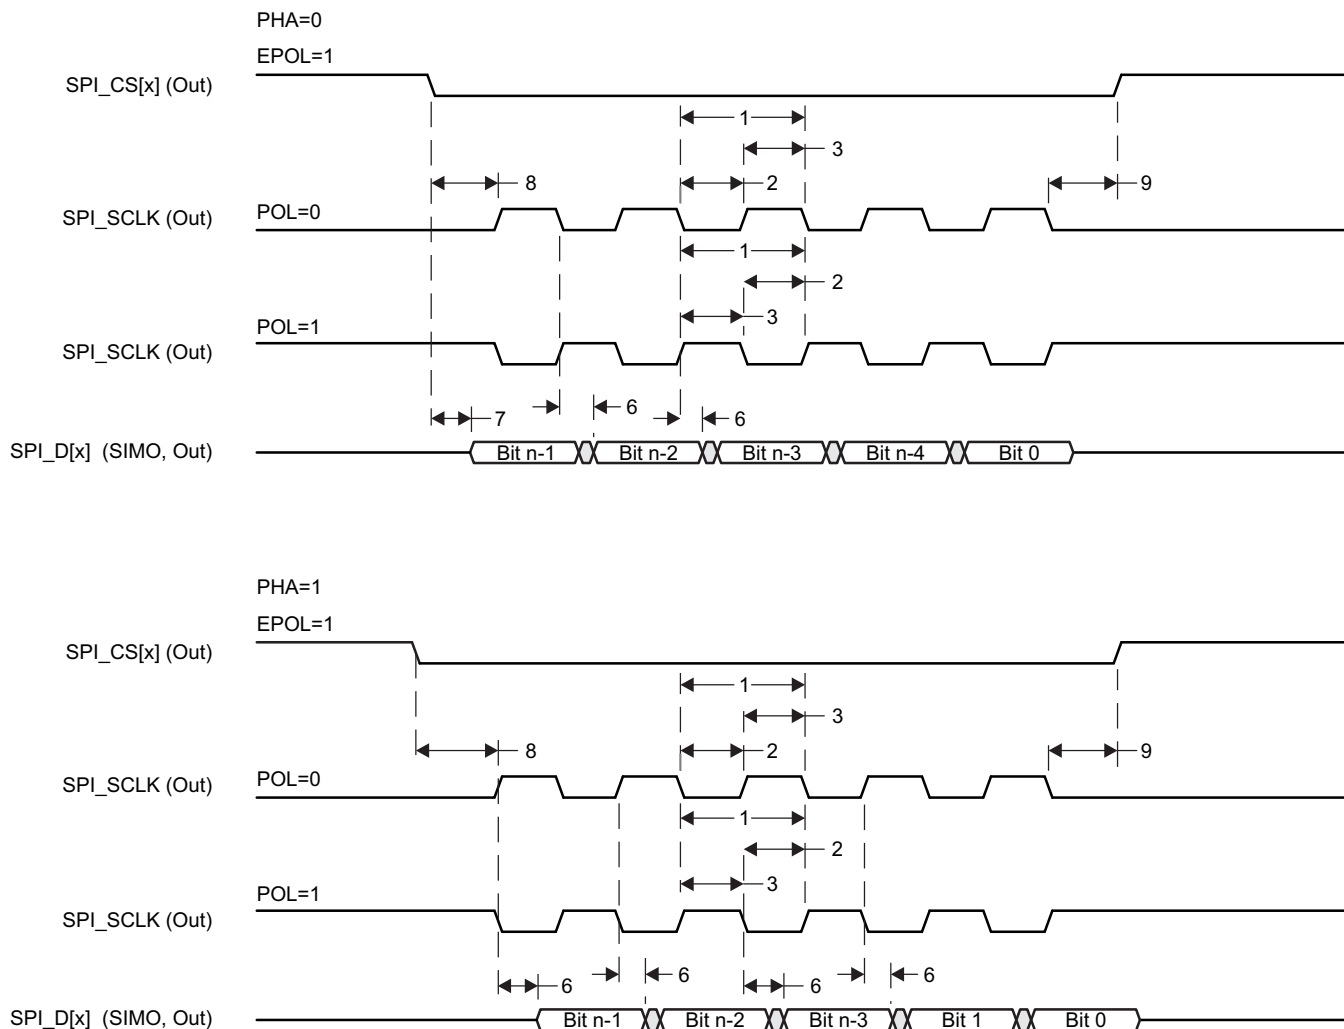 PHA=0
EPOL=1
SPI_CS[x] (Out)
1
3
8
2
9
SPI_SCLK (Out)
POL=0
1
2
3
POL=1
SPI_SCLK (Out)
7
6
6
SPI_D[x] (SIMO, Out)
Bit n-1 Bit n-2 Bit n-3 Bit n-4 Bit 0
PHA=1
EPOL=1
SPI_CS[x] (Out)
1
3
8
2
9
SPI_SCLK (Out)
POL=0
1
2
3
POL=1
SPI_SCLK (Out)
6
6
6
6
SPI_D[x] (SIMO, Out)
Bit n-1 Bit n-2 Bit n-3 Bit 1 Bit 0